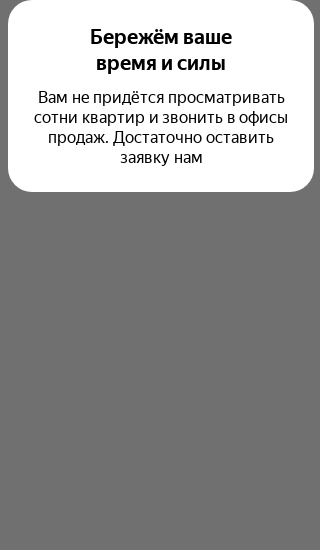 Бережём ваше
время и силы
Вам не придётся просматривать
сотни квартир и звонить в офисы
продаж. Достаточно оставить
заявку нам